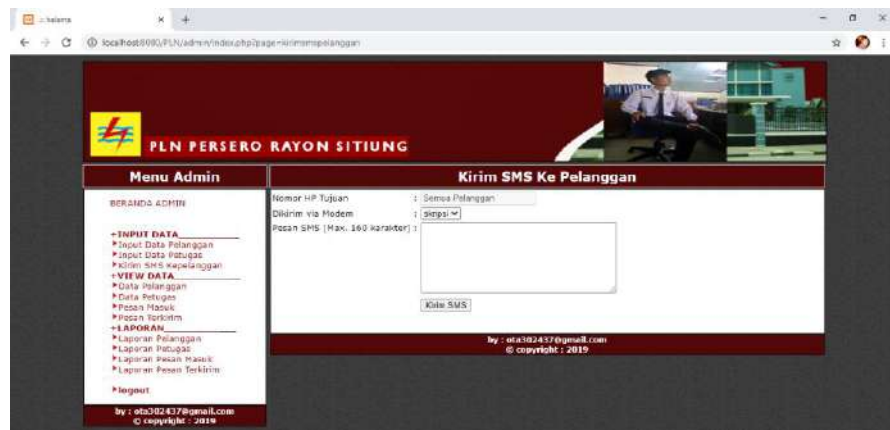 localhost:8080/PLN/admin/index.php?page=kirimsmspelanggan
PLN PERSERO RAYON SITIUNG
Menu Admin
BERANDA ADMIN
+INPUT DATA
Input Data Pelanggan
Input Data Petugas
Kirim SMS Kepelanggan
+VIEW DATA
Data Pelanggan
Data Petugas
Pesan Masuk
Pesan Terkirim
+LAPORAN
Laporan Pelanggan
Laporan Petugas
Laporan Pesan Masuk
Laporan Pesan Terkirim
logout
by : ota302437@gmail.com
© copyright : 2019
Kirim SMS Ke Pelanggan
Nomor HP Tujuan : Semua Pelanggan
Dikirim via Modem : skripsi
Pesan SMS (Max. 160 karakter) :
Kirim SMS
by : ota302437@gmail.com
© copyright : 2019